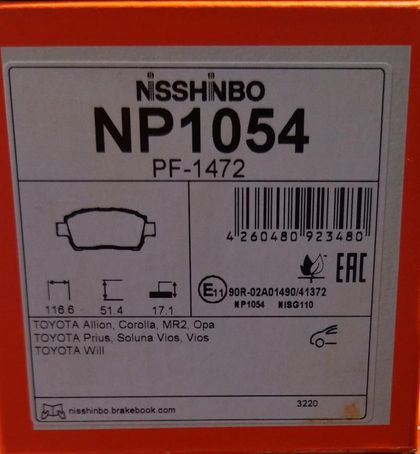 NiSSHiNBO
NP1054
PF-1472
4 260480 923480
116.6 51.4 17.1
E11 90R-02A01490/41372
NP1054 NISG110
EAC
TOYOTA Allion, Corolla, MR2, Opa
TOYOTA Prius, Soluna Vios, Vios
TOYOTA Will
nisshinbo.brakebook.com
3220